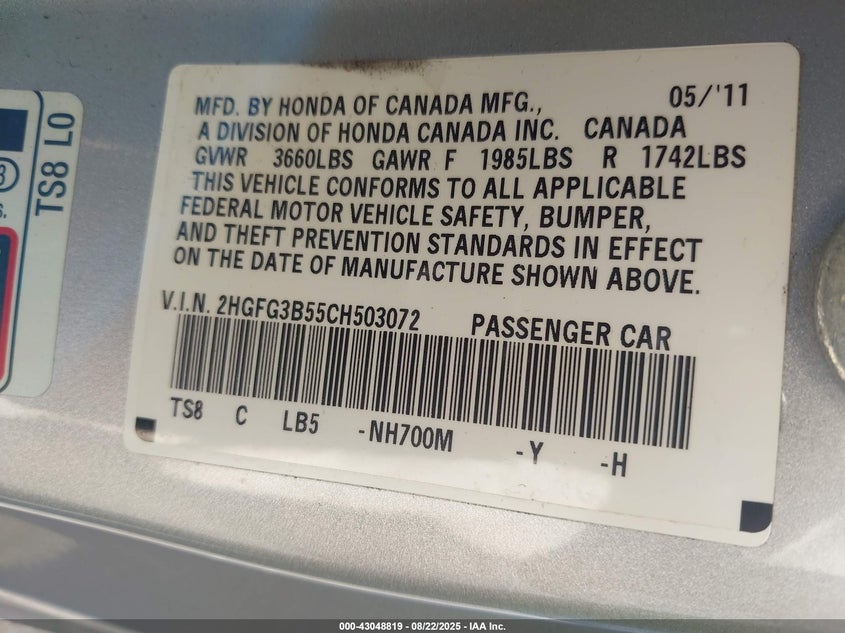 MFD. BY HONDA OF CANADA MFG., 05/'11
A DIVISION OF HONDA CANADA INC. CANADA
GVWR 3660LBS GAWR F 1985LBS R 1742LBS
THIS VEHICLE CONFORMS TO ALL APPLICABLE
FEDERAL MOTOR VEHICLE SAFETY, BUMPER,
AND THEFT PREVENTION STANDARDS IN EFFECT
ON THE DATE OF MANUFACTURE SHOWN ABOVE.
V.I.N. 2HGFG3B55CH503072 PASSENGER CAR
TS8 C LB5 -NH700M -Y -H
TS8 L0
000-43048819 - 08/22/2025 - IAA Inc.